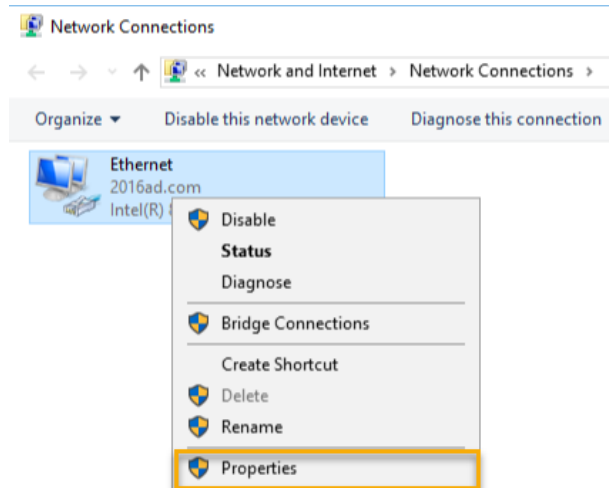 Network Connections
« Network and Internet > Network Connections >
Organize Disable this network device Diagnose this connection
Ethernet
2016ad.com
Intel(R)
Disable
Status
Diagnose
Bridge Connections
Create Shortcut
Delete
Rename
Properties